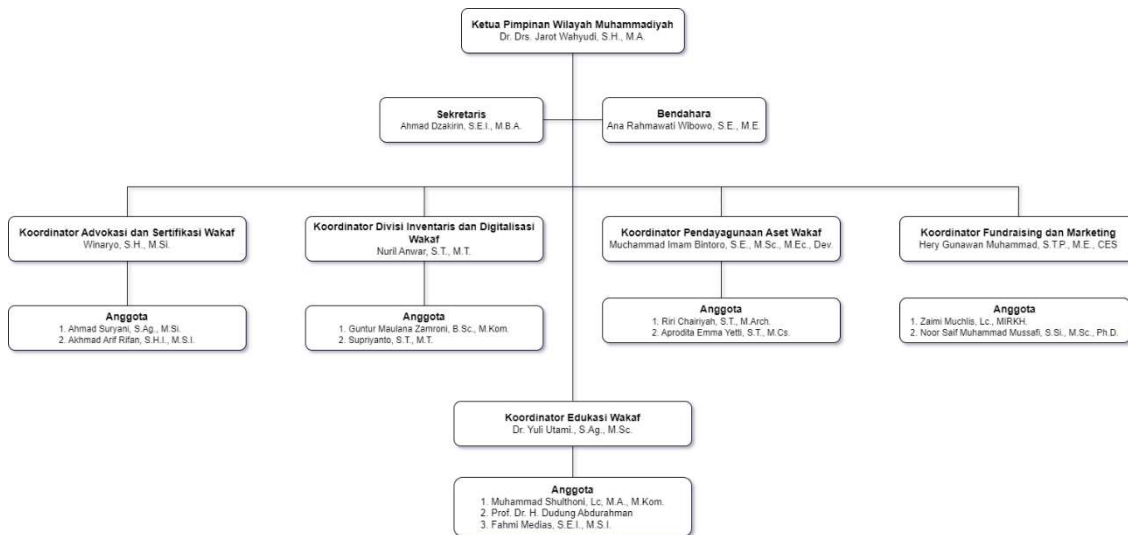 Ketua Pimpinan Wilayah Muhammadiyah
Dr. Drs. Jarot Wahyudi, S.H., M.A.
Sekretaris
Ahmad Dzakirin, S.E.I., M.B.A.
Bendahara
Ana Rahmawati Wibowo, S.E., M.E.
Koordinator Advokasi dan Sertifikasi Wakaf
Winaryo, S.H., M.Si.
Koordinator Divisi Inventaris dan Digitalisasi
Wakaf
Nuril Anwar, S.T., M.T.
Koordinator Pendayagunaan Aset Wakaf
Muchammad Imam Bintoro, S.E., M.Sc., M.Ec., Dev.
Koordinator Fundraising dan Marketing
Hery Gunawan Muhammad, S.T.P., M.E., CES
Anggota
1. Ahmad Suryani, S.Ag., M.Si.
2. Akhmad Arif Rifan, S.H.I., M.S.I.
Anggota
1. Guntur Maulana Zamroni, B.Sc., M.Kom.
2. Supriyanto, S.T., M.T.
Anggota
1. Riri Chairiyah, S.T., M.Arch.
2. Aprodita Emma Yetti, S.T., M.Cs.
Anggota
1. Zaimi Muchlis, Lc., MIRKH,
2. Noor Saif Muhammad Mussafi, S.Si., M.Sc., Ph.D.
Koordinator Edukasi Wakaf
Dr. Yuli Utami., S.Ag., M.Sc.
Anggota
1. Muhammad Shulthoni, Lc, M.A., M.Kom.
2. Prof. Dr. H. Dudung Abdurahman
3. Fahmi Medias, S.E.I., M.S.I.